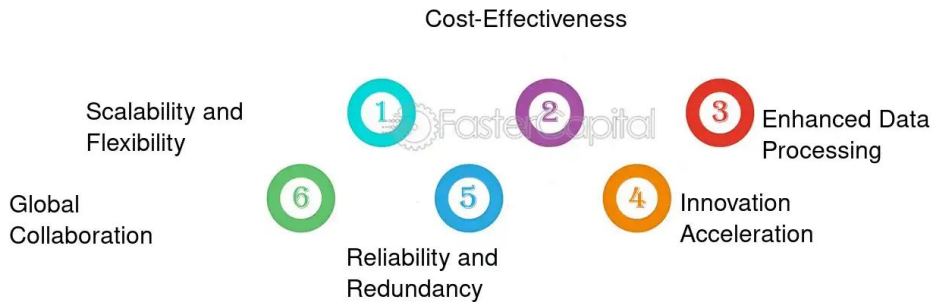 Cost-Effectiveness
Scalability and
Flexibility
1
2
3
FasterCapital
Enhanced Data
Processing
Global
Collaboration
6
5
4
Innovation
Acceleration
Reliability and
Redundancy